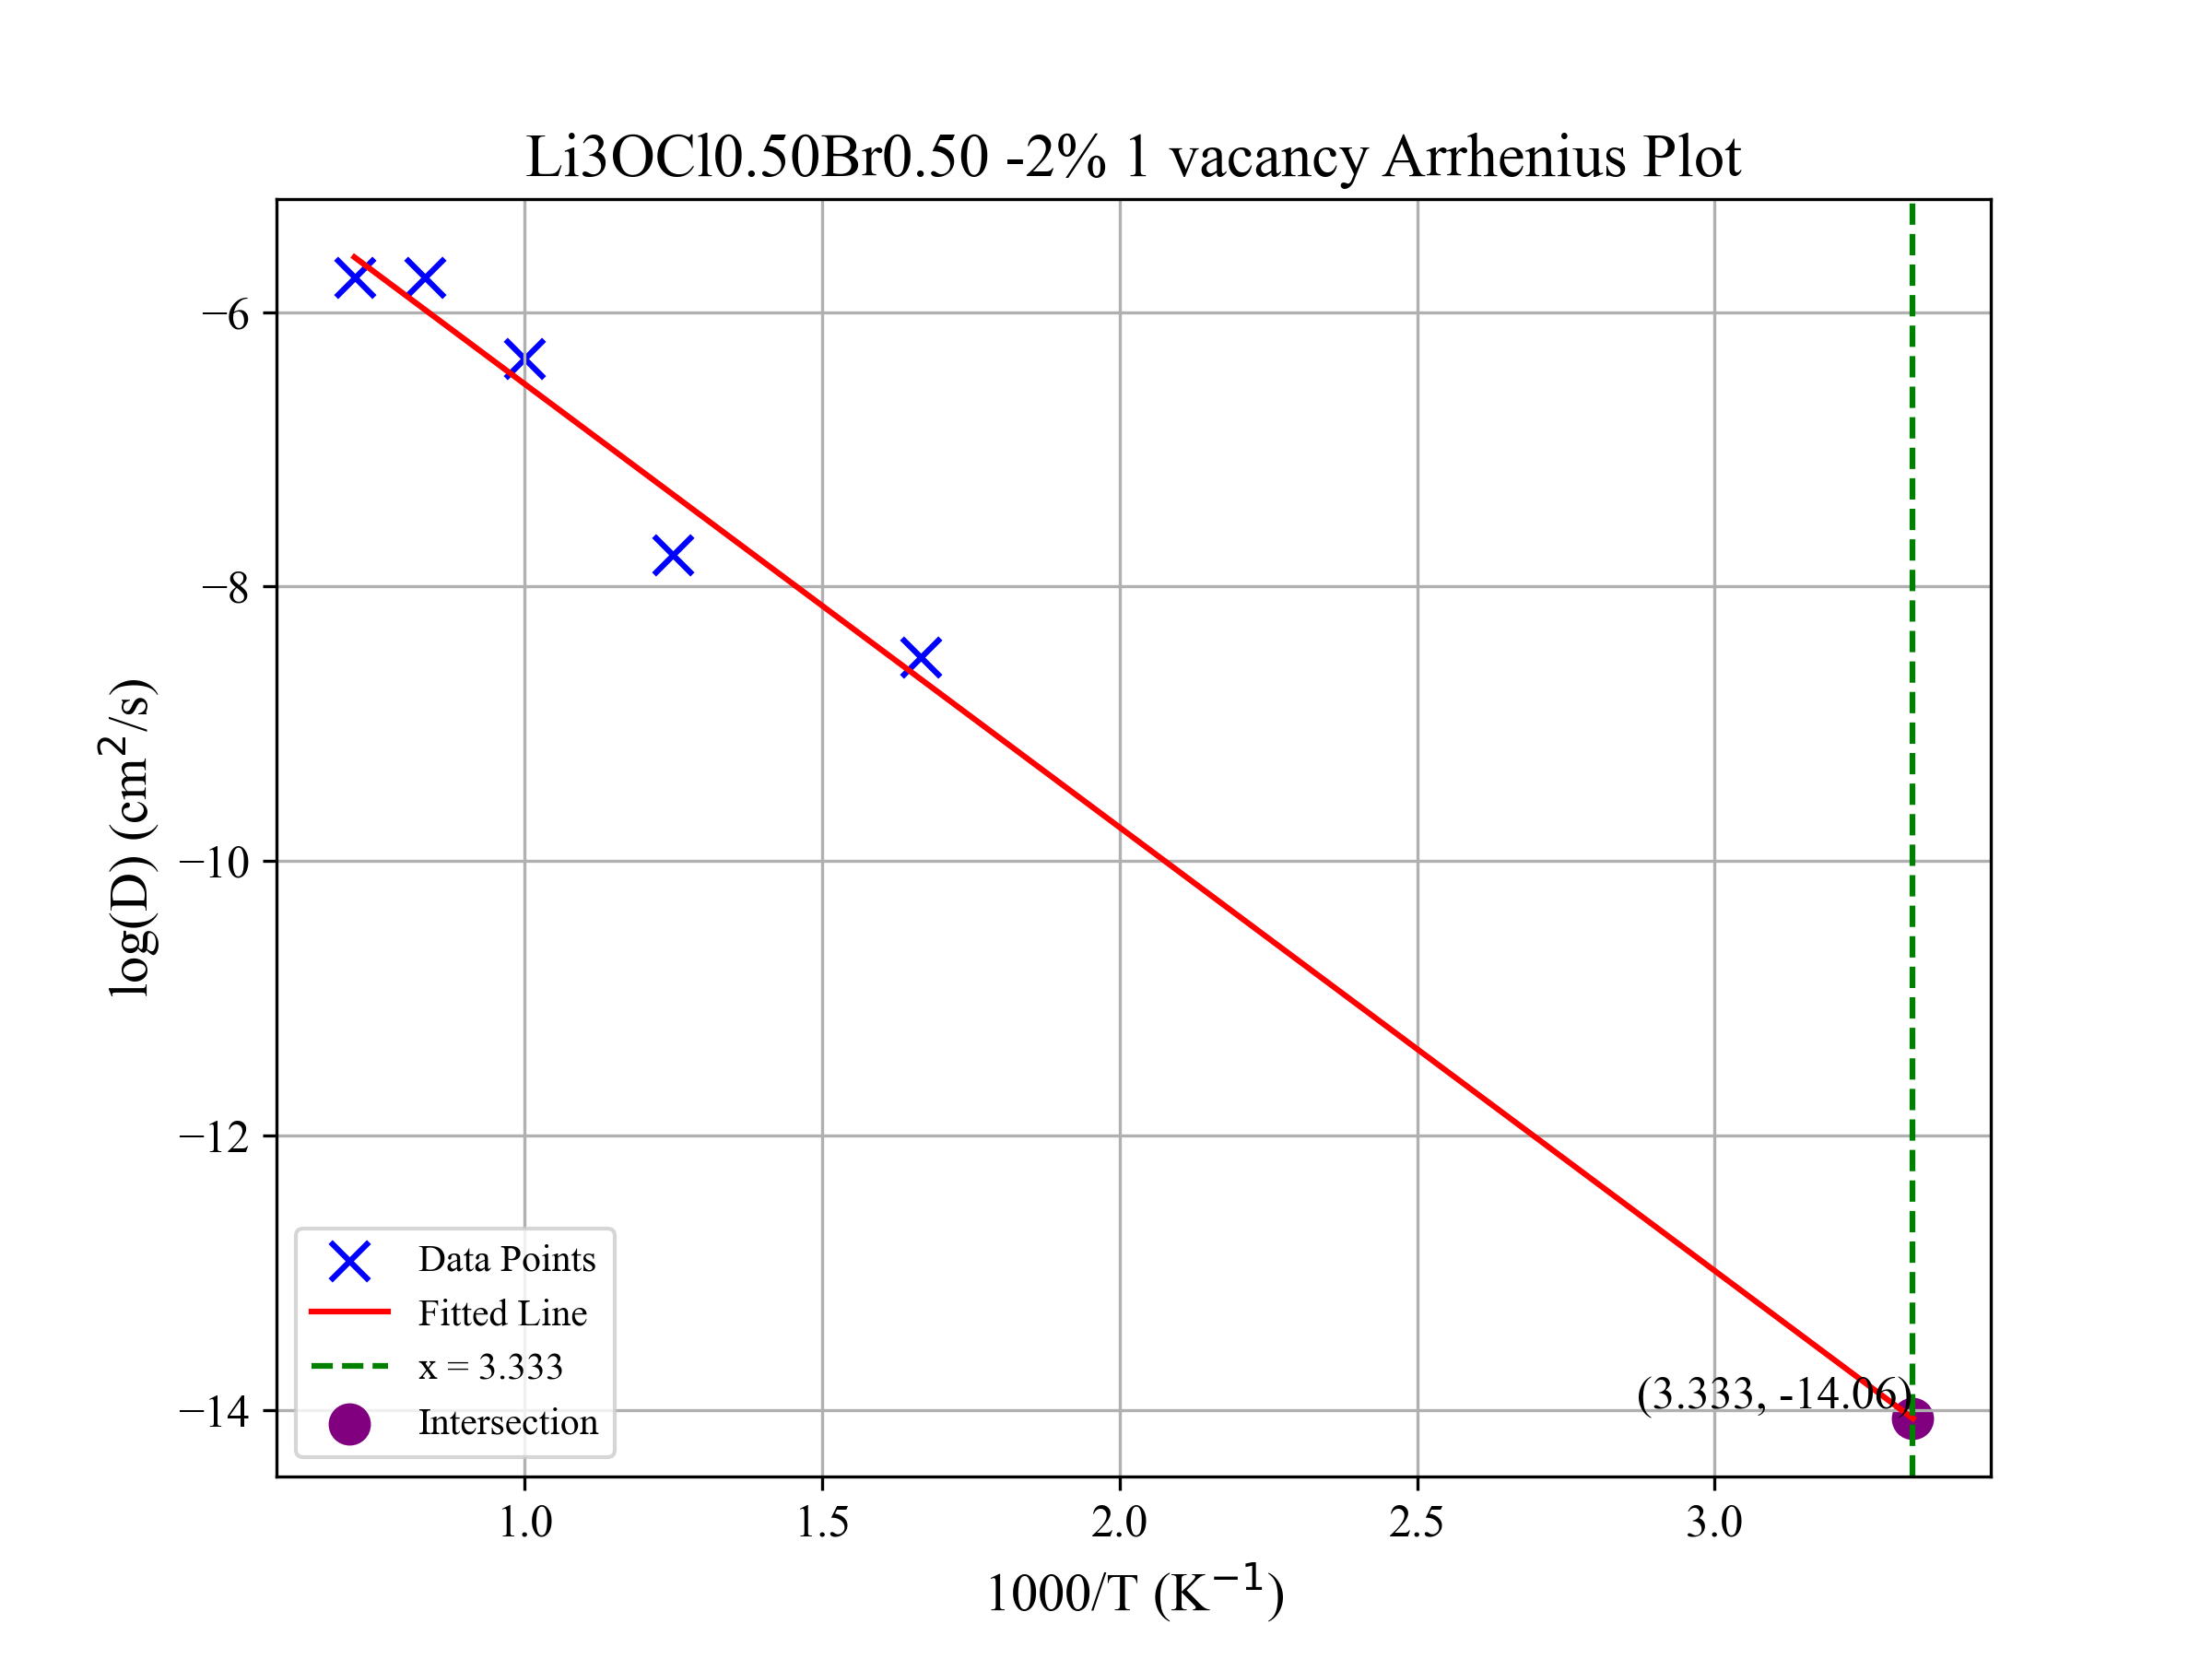 Li3OCl0.50Br0.50 -2% 1 vacancy Arrhenius Plot
log(D) (cm²/s)
−6
−8
−10
−12
−14
(3.333, -14.06)
Data Points
Fitted Line
x = 3.333
Intersection
1.0 1.5 2.0 2.5 3.0
1000/T (K⁻¹)